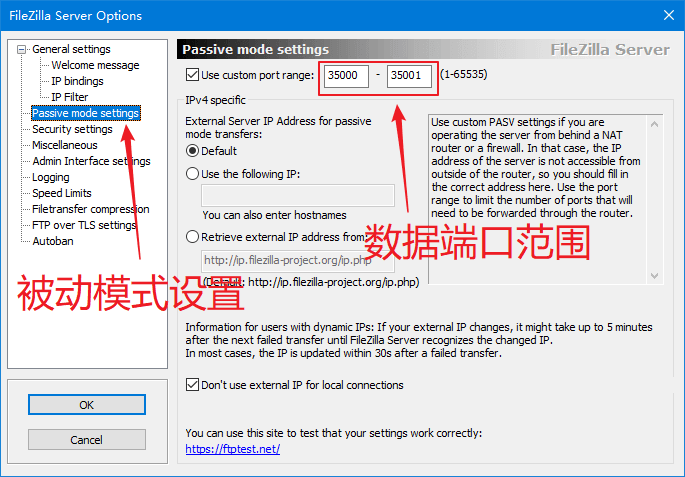 FileZilla Server Options
General settings
Welcome message
IP bindings
IP Filter
Passive mode settings
Security settings
Miscellaneous
Admin Interface settings
Logging
Speed Limits
Filetransfer compression
FTP over TLS settings
Autoban
被动模式设置
OK
Cancel
Passive mode settings
FileZilla Server
Use custom port range: 35000 - 35001 (1-65535)
IPv4 specific
External Server IP Address for passive
mode transfers:
Default
Use the following IP:
You can also enter hostnames
Retrieve external IP address from:
http://ip.filezilla-project.org/ip.php
(Default: http://ip.filezilla-project.org/ip.php)
数据端口范围
Use custom PASV settings if you are
operating the server from behind a NAT
router or a firewall. In that case, the IP
address of the server is not accessible from
outside of the router, so you should fill in
the correct address here. Use the port
range to limit the number of ports that
will need to be forwarded through the router.
Information for users with dynamic IPs: If your external IP changes, it might take up to 5 minutes
after the next failed transfer until FileZilla Server recognizes the changed IP.
In most cases, the IP is updated within 30s after a failed transfer.
Don't use external IP for local connections
You can use this site to test that your settings work correctly:
https://ftptest.net/